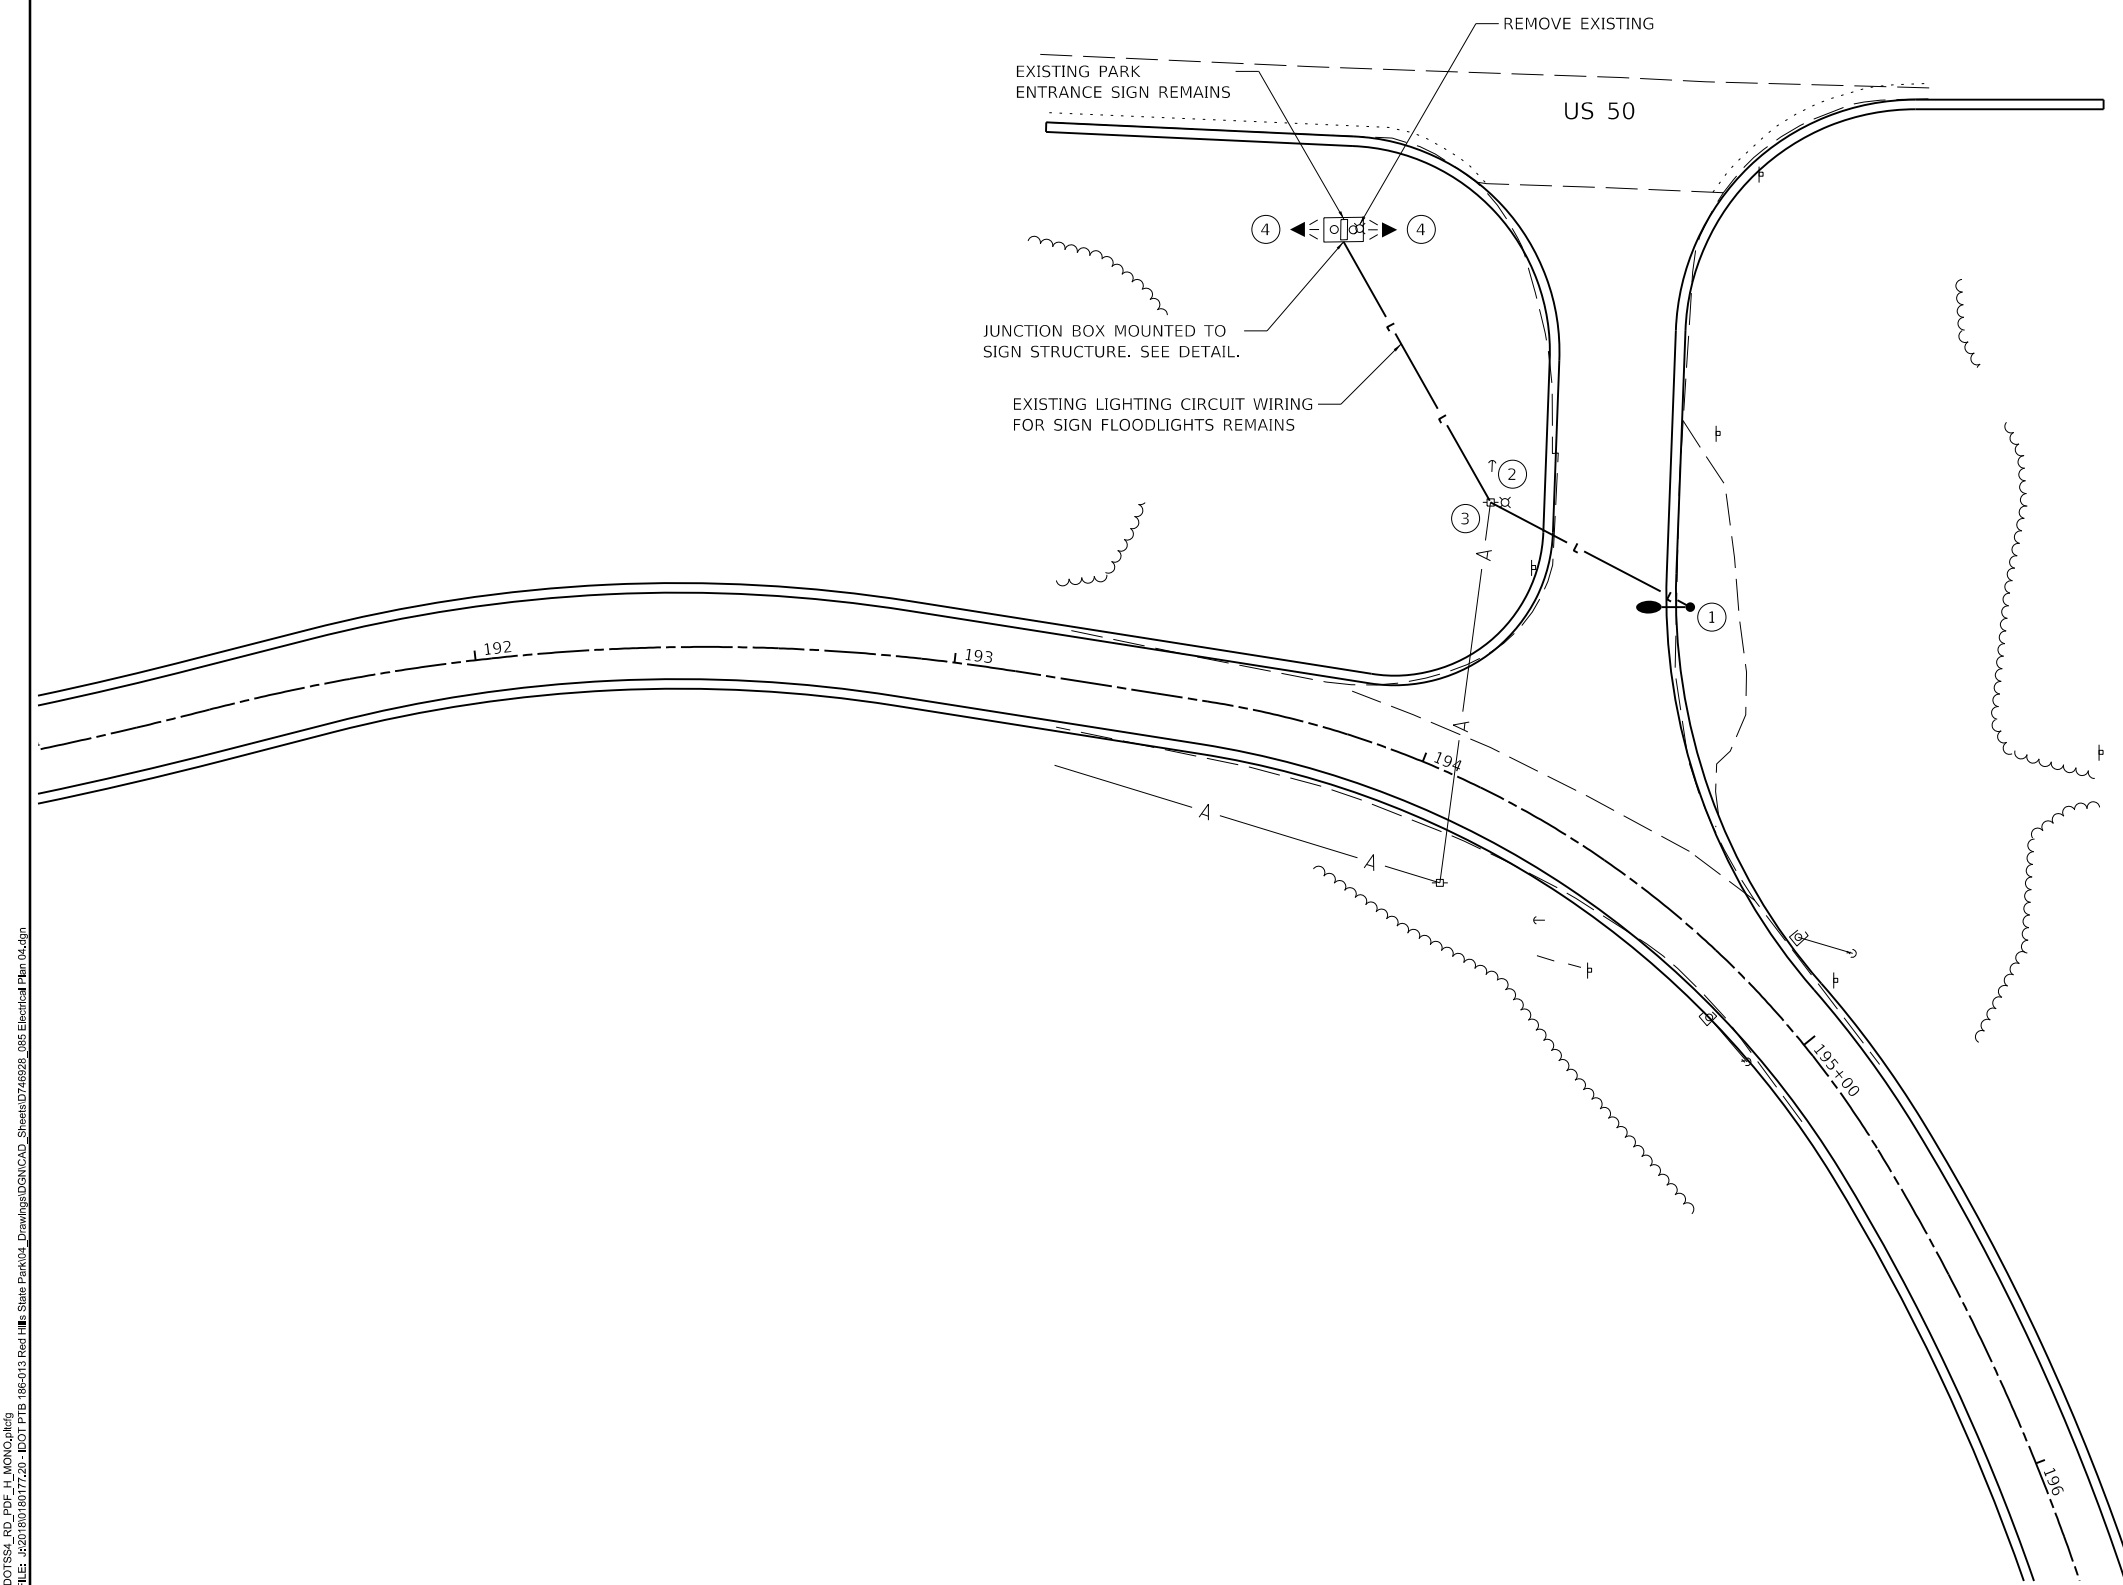 REMOVE EXISTING
EXISTING PARK
ENTRANCE SIGN REMAINS
US 50
4
4
JUNCTION BOX MOUNTED TO
SIGN STRUCTURE. SEE DETAIL.
L
EXISTING LIGHTING CIRCUIT WIRING
FOR SIGN FLOODLIGHTS REMAINS
L
2
3
L
A
L
1
192
193
A
194
A
A
195+00
196
DOTSS4_RD_PDF_H_MONO.pltcfg
FILE: J:\2018\0180177.20 - IDOT PTB 186-013 Red Hills State Park\04_Drawings\DGN\CAD_Sheets\D746928_085 Electrical Plan 04.dgn